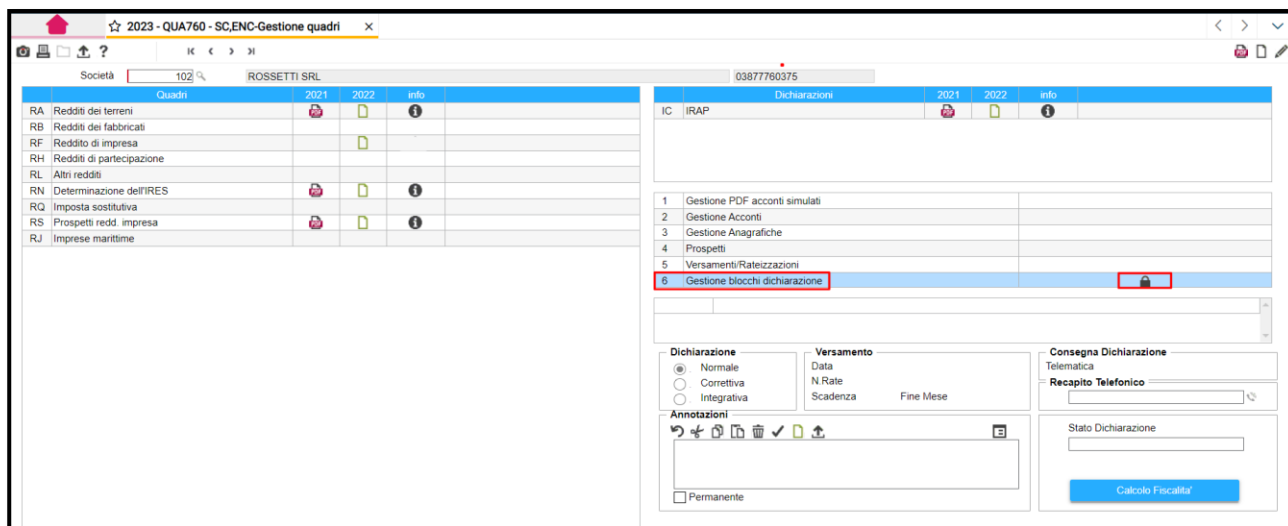 2023 - QUA760 - SC,ENC-Gestione quadri
Società 102 ROSSETTI SRL 03877760375
Quadri 2021 2022 info
RA Redditi dei terreni
RB Redditi dei fabbricati
RF Reddito di impresa
RH Redditi di partecipazione
RL Altri redditi
RN Determinazione dell'IRES
RQ Imposta sostitutiva
RS Prospetti redd. impresa
RJ Imprese marittime
Dichiarazioni 2021 2022 info
IC IRAP
1 Gestione PDF acconti simulati
2 Gestione Acconti
3 Gestione Anagrafiche
4 Prospetti
5 Versamenti/Rateizzazioni
6 Gestione blocchi dichiarazione
Dichiarazione
Normale
Correttiva
Integrativa
Versamento
Data
N.Rate
Scadenza Fine Mese
Consegna Dichiarazione
Telematica
Recapito Telefonico
Annotazioni
Permanente
Stato Dichiarazione
Calcolo Fiscalita'